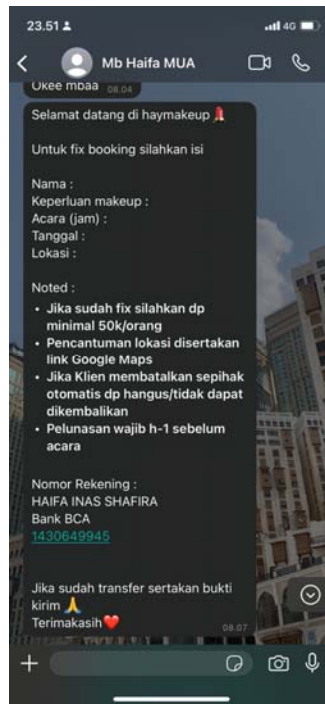 23.51
4G
Mb Haifa MUA
Okee mbaa 08.04
Selamat datang di haymakeup💄
Untuk fix booking silahkan isi
Nama :
Keperluan makeup :
Acara (jam) :
Tanggal :
Lokasi :
Noted :
• Jika sudah fix silahkan dp
minimal 50k/orang
• Pencantuman lokasi disertakan
link Google Maps
• Jika Klien membatalkan sepihak
otomatis dp hangus/tidak dapat
dikembalikan
• Pelunasan wajib h-1 sebelum
acara
Nomor Rekening :
HAIFA INAS SHAFIRA
Bank BCA
1430649945
Jika sudah transfer sertakan bukti
kirim 🙏
Terimakasih❤️ 08.07